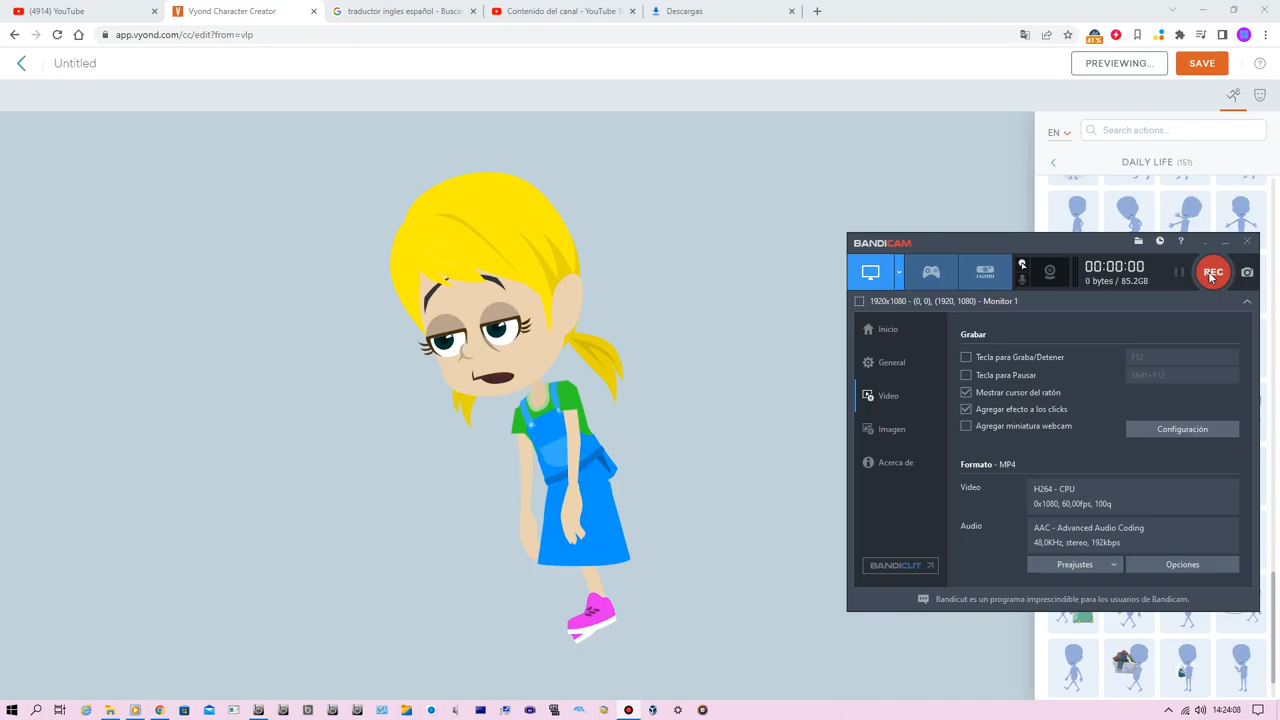 (4914) YouTube
Vyond Character Creator
traductor ingles español - Busca
Contenido del canal - YouTube S
Descargas
app.vyond.com/cc/edit?from=vlp
41 %
Untitled
PREVIEWING...
SAVE
EN
Search actions...
DAILY LIFE (151)
BANDICAM
HDMI
00:00:00
0 bytes / 85.2GB
REC
1920x1080 - (0, 0), (1920, 1080) - Monitor 1
Inicio
General
Video
Imagen
Acerca de
BANDICUT
Grabar
Tecla para Graba/Detener
F12
Tecla para Pausar
Shift+F12
Mostrar cursor del ratón
Agregar efecto a los clicks
Agregar miniatura webcam
Configuración
Formato - MP4
Video
H264 - CPU
0x1080, 60,00fps, 100q
Audio
AAC - Advanced Audio Coding
48,0KHz, stereo, 192kbps
Preajustes
Opciones
Bandicut es un programa imprescindible para los usuarios de Bandicam.
14:24:08